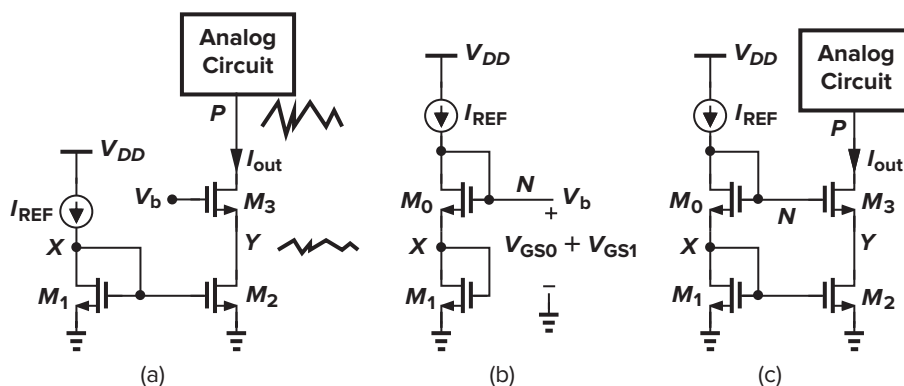 Analog
Circuit
P
V_DD
I_out
V_b
M_3
I_REF
X
Y
M_1
M_2
(a)
V_DD
I_REF
N
V_b
M_0
+
X
V_GS0 + V_GS1
M_1
−
(b)
Analog
Circuit
V_DD
P
I_REF
I_out
M_0
N
M_3
X
Y
M_1
M_2
(c)